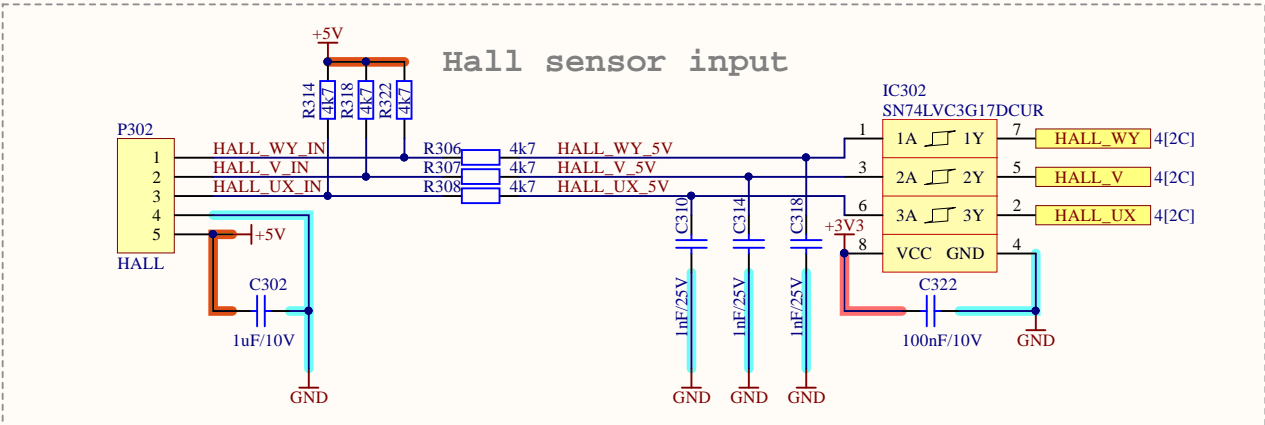 Hall sensor input
+5V
R314
4k7
R318
4k7
R322
4k7
P302
1
2
3
4
5
HALL
HALL_WY_IN
HALL_V_IN
HALL_UX_IN
R306
4k7
R307
4k7
R308
4k7
HALL_WY_5V
HALL_V_5V
HALL_UX_5V
+5V
C302
1uF/10V
GND
C310
1nF/25V
GND
C314
1nF/25V
GND
C318
1nF/25V
GND
IC302
SN74LVC3G17DCUR
1 1A 1Y 7 HALL_WY 4[2C]
3 2A 2Y 5 HALL_V 4[2C]
6 3A 3Y 2 HALL_UX 4[2C]
+3V3
8 VCC GND 4
C322
100nF/10V
GND